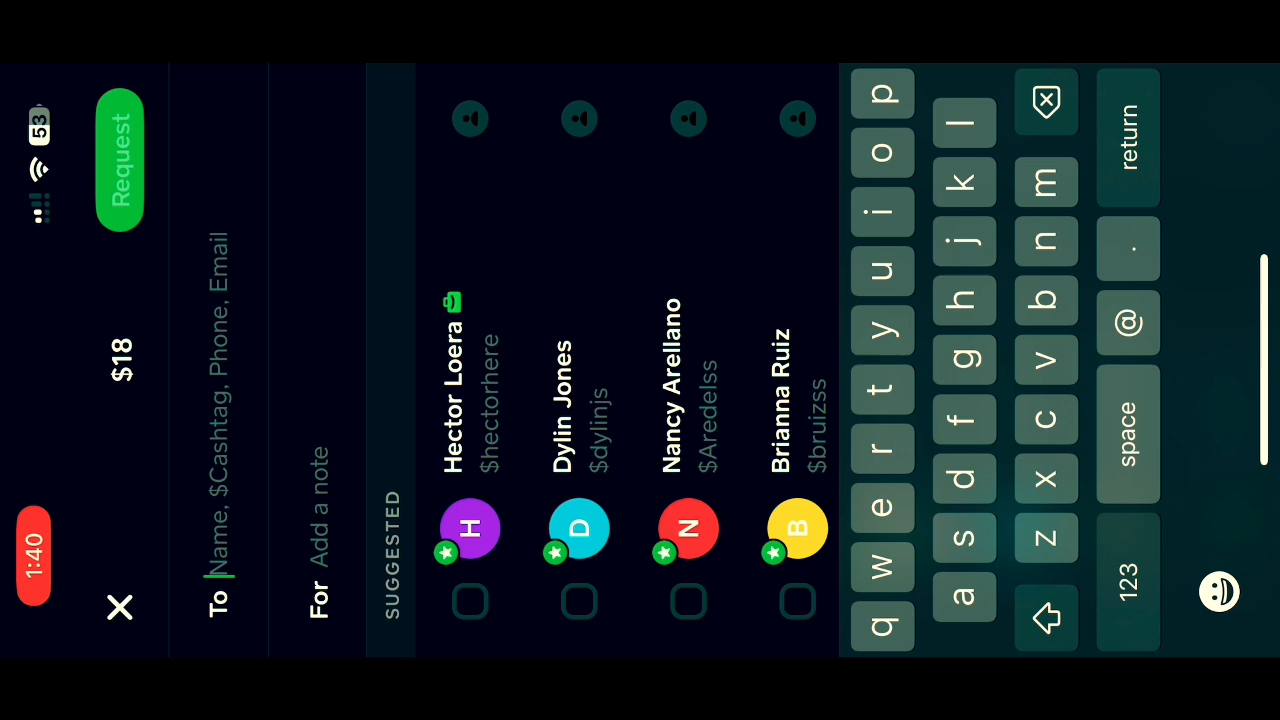 1:40
53
$18
Request
To Name, $Cashtag, Phone, Email
For Add a note
SUGGESTED
H
Hector Loera
$hectorhere
D
Dylin Jones
$dylinjs
N
Nancy Arellano
$Aredelss
B
Brianna Ruiz
$bruizss
q w e r t y u i o p
a s d f g h j k l
z x c v b n m
123 space @ . return